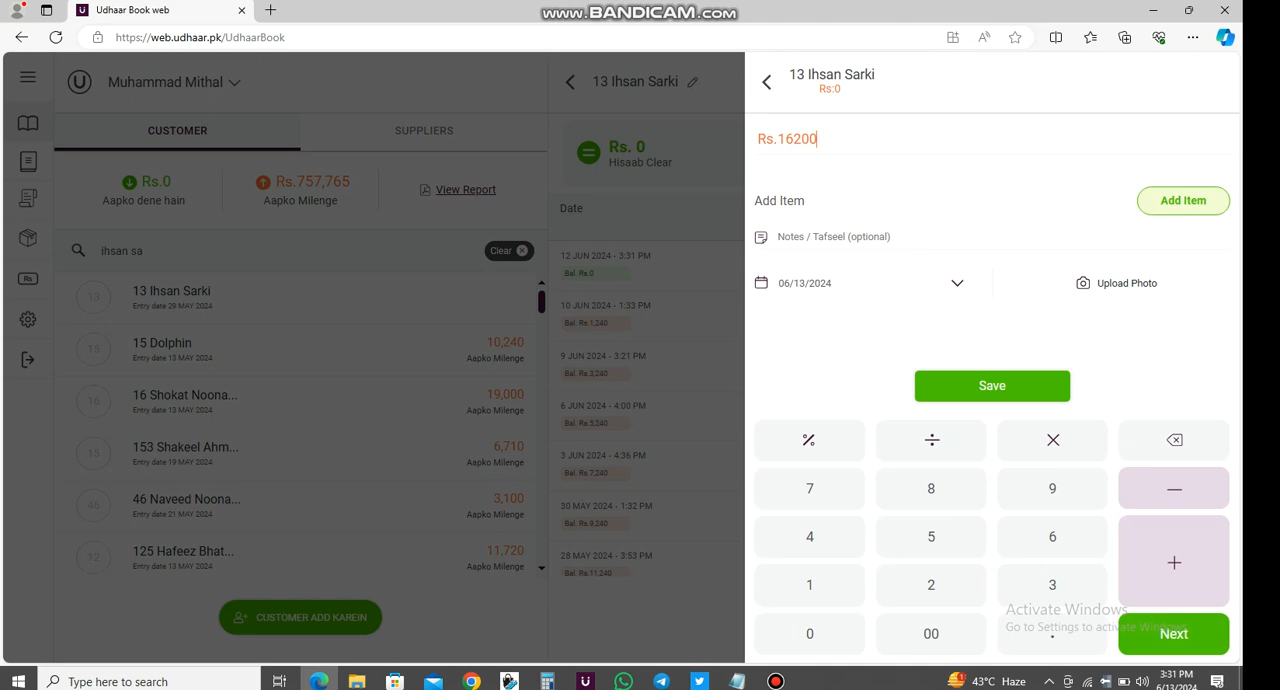 www.BANDICAM.com
Udhaar Book web
https://web.udhaar.pk/UdhaarBook
Muhammad Mithal
13 Ihsan Sarki
13 Ihsan Sarki
Rs:0
CUSTOMER
SUPPLIERS
Rs. 0
Hisaab Clear
Rs.16200
Rs.0
Aapko dene hain
Rs.757,765
Aapko Milenge
View Report
Date
Add Item
Add Item
Notes / Tafseel (optional)
ihsan sa
Clear
06/13/2024
Upload Photo
13
13 Ihsan Sarki
Entry date 29 MAY 2024
15
15 Dolphin
Entry date 13 MAY 2024
10,240
Aapko Milenge
16
16 Shokat Noona...
Entry date 13 MAY 2024
19,000
Aapko Milenge
15
153 Shakeel Ahm...
Entry date 19 MAY 2024
6,710
Aapko Milenge
46
46 Naveed Noona...
Entry date 21 MAY 2024
3,100
Aapko Milenge
12
125 Hafeez Bhat...
Entry date 13 MAY 2024
11,720
Aapko Milenge
CUSTOMER ADD KAREIN
12 JUN 2024 - 3:31 PM
Bal. Rs.0
10 JUN 2024 - 1:33 PM
Bal. Rs.1,240
9 JUN 2024 - 3:21 PM
Bal. Rs.3,240
6 JUN 2024 - 4:00 PM
Bal. Rs.5,240
3 JUN 2024 - 4:36 PM
Bal. Rs.7,240
30 MAY 2024 - 1:32 PM
Bal. Rs.9,240
28 MAY 2024 - 3:53 PM
Bal. Rs.11,240
Save
% ÷ ×
7 8 9 —
4 5 6 +
1 2 3
0 00 . Next
Activate Windows
Go to Settings to activate Windows.
Type here to search
43°C Haze
3:31 PM
6/13/2024